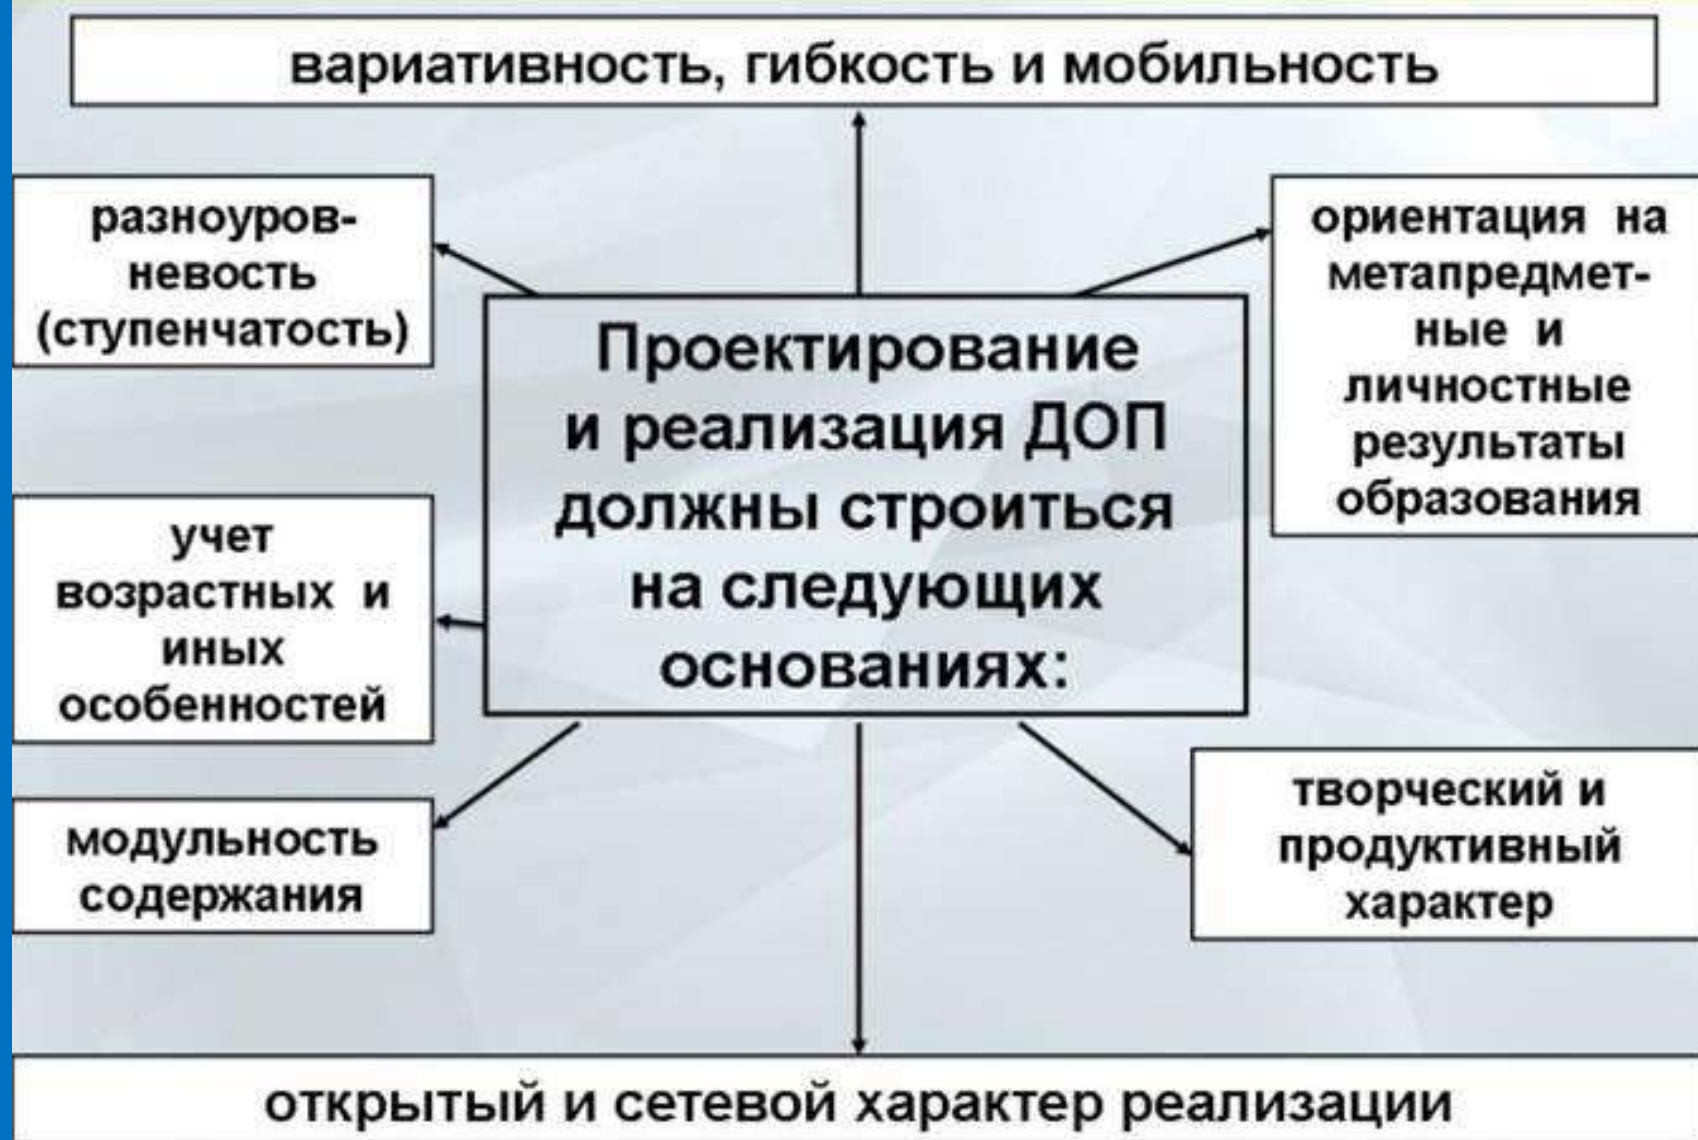 вариативность, гибкость и мобильность
разноуров-
невость
(ступенчатость)
ориентация на
метапредмет-
ные и
личностные
результаты
образования
Проектирование
и реализация ДОП
должны строиться
на следующих
основаниях:
учет
возрастных и
иных
особенностей
модульность
содержания
творческий и
продуктивный
характер
открытый и сетевой характер реализации